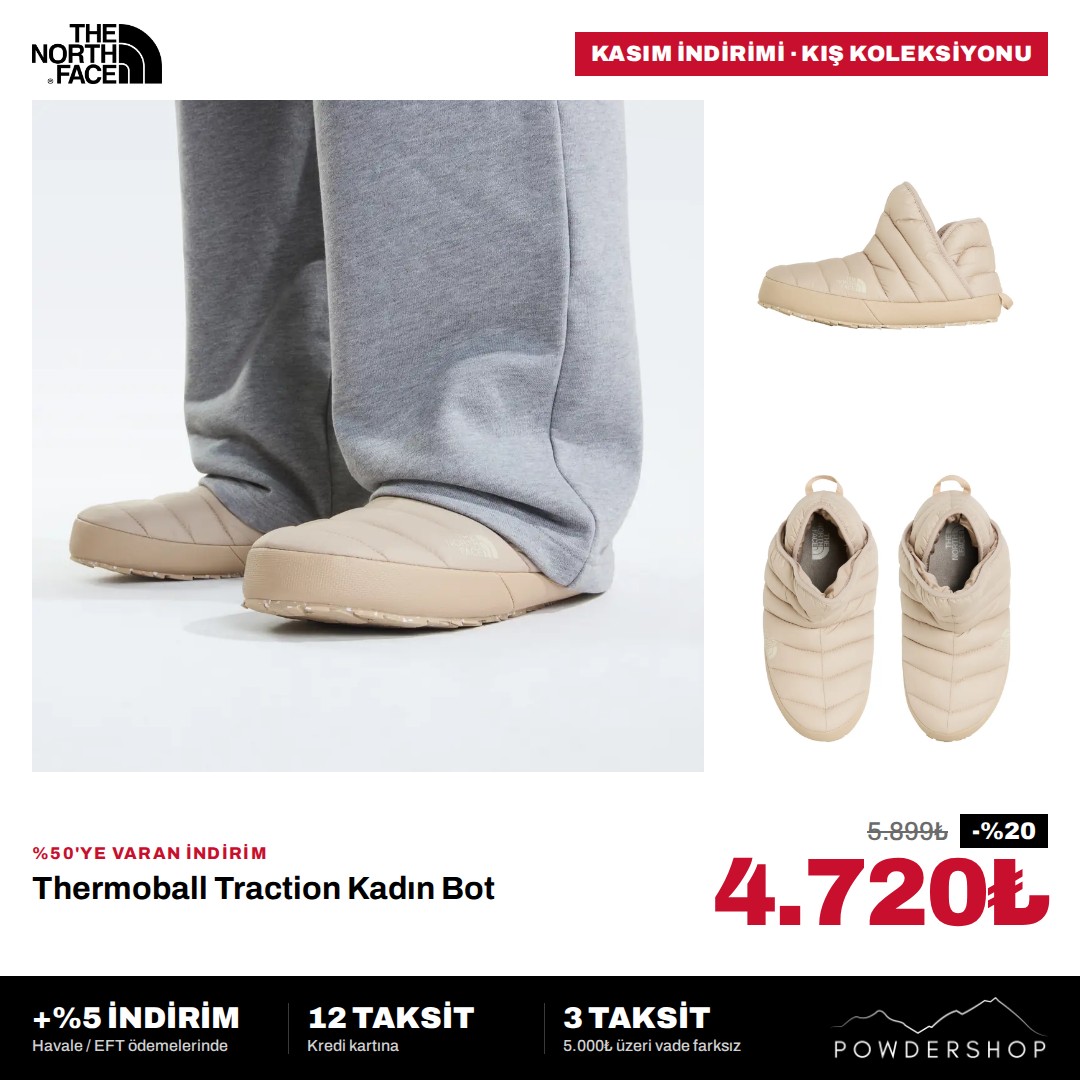 THE
NORTH
FACE
KASIM İNDİRİMİ · KIŞ KOLEKSİYONU
5.899₺
-%20
%50'YE VARAN İNDİRİM
Thermoball Traction Kadın Bot
4.720₺
+%5 İNDİRİM
Havale / EFT ödemelerinde
12 TAKSİT
Kredi kartına
3 TAKSİT
5.000₺ üzeri vade farksız
POWDERSHOP